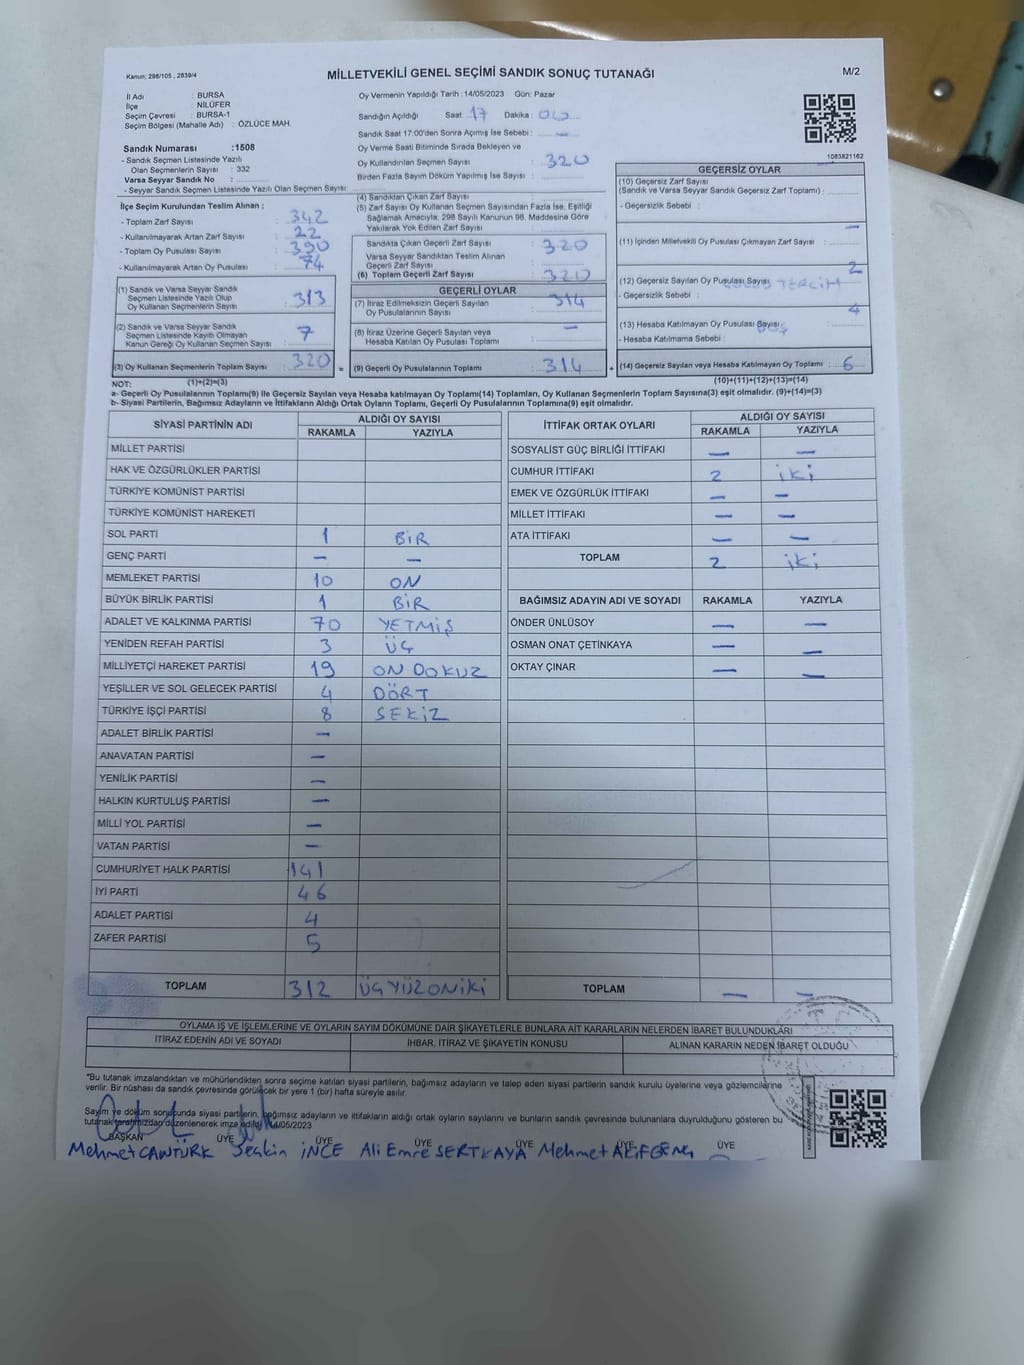 Kanun; 298/105 , 2839/4
MİLLETVEKİLİ GENEL SEÇİMİ SANDIK SONUÇ TUTANAĞI
M/2
İl Adı : BURSA
İlçe : NİLÜFER
Seçim Çevresi : BURSA-1
Seçim Bölgesi (Mahalle Adı) : ÖZLÜCE MAH.
Sandık Numarası :1508
- Sandık Seçmen Listesinde Yazılı
Olan Seçmenlerin Sayısı : 332
Varsa Seyyar Sandık No :
- Seyyar Sandık Seçmen Listesinde Yazılı Olan Seçmen Sayısı:
Oy Vermenin Yapıldığı Tarih :14/05/2023 Gün: Pazar
Sandığın Açıldığı Saat : 17 Dakika :
Sandık Saat 17:00'den Sonra Açımış İse Sebebi : —
Oy Verme Saati Bitiminde Sırada Bekleyen ve
Oy Kullandırılan Seçmen Sayısı : 320
Birden Fazla Sayım Döküm Yapılmış İse Sayısı :
1083821162
İlçe Seçim Kurulundan Teslim Alınan ;
- Toplam Zarf Sayısı : 342
- Kullanılmayarak Artan Zarf Sayısı : 22
- Toplam Oy Pusulası Sayısı : 390
- Kullanılmayarak Artan Oy Pusulası : 74
(1) Sandık ve Varsa Seyyar Sandık
Seçmen Listesinde Yazılı Olup
Oy Kullanan Seçmenlerin Sayısı : 313
(2) Sandık ve Varsa Seyyar Sandık
Seçmen Listesinde Kayıtlı Olmayan
Kanun Gereği Oy Kullanan Seçmen Sayısı : 7
(3) Oy Kullanan Seçmenlerin Toplam Sayısı : 320
(4) Sandıktan Çıkan Zarf Sayısı :
(5) Zarf Sayısı Oy Kullanan Seçmen Sayısından Fazla İse, Eşitliği
Sağlamak Amacıyla, 298 Sayılı Kanunun 98. Maddesine Göre
Yakılarak Yok Edilen Zarf Sayısı :
Sandıkta Çıkan Geçerli Zarf Sayısı : 320
Varsa Seyyar Sandıktan Teslim Alınan
Geçerli Zarf Sayısı :
(6) Toplam Geçerli Zarf Sayısı : 320
GEÇERLİ OYLAR
(7) İtiraz Edilmeksizin Geçerli Sayılan
Oy Pusulalarının Sayısı : 314
(8) İtiraz Üzerine Geçerli Sayılan veya
Hesaba Katılan Oy Pusulası Toplamı : —
= (9) Geçerli Oy Pusulalarının Toplamı : 314
GEÇERSİZ OYLAR
(10) Geçersiz Zarf Sayısı
(Sandık ve Varsa Seyyar Sandık Geçersiz Zarf Toplamı) :
- Geçersizlik Sebebi :
—
(11) İçinden Milletvekili Oy Pusulası Çıkmayan Zarf Sayısı :
2
(12) Geçersiz Sayılan Oy Pusulası Sayısı : TERCİH
- Geçersizlik Sebebi :
4
(13) Hesaba Katılmayan Oy Pusulası Sayısı : BOŞ
- Hesaba Katılmama Sebebi :
+ (14) Geçersiz Sayılan veya Hesaba Katılmayan Oy Toplamı : 6
NOT: (1)+(2)=(3)
(10)+(11)+(12)+(13)=(14)
a- Geçerli Oy Pusulalarının Toplamı(9) ile Geçersiz Sayılan veya Hesaba katılmayan Oy Toplamı(14) Toplamları, Oy Kullanan Seçmenlerin Toplam Sayısına(3) eşit olmalıdır. (9)+(14)=(3)
b- Siyasi Partilerin, Bağımsız Adayların ve İttifakların Aldığı Ortak Oyların Toplamı, Geçerli Oy Pusulalarının Toplamına(9) eşit olmalıdır.
SİYASİ PARTİNİN ADI ALDIĞI OY SAYISI
RAKAMLA YAZIYLA
MİLLET PARTİSİ
HAK VE ÖZGÜRLÜKLER PARTİSİ
TÜRKİYE KOMÜNİST PARTİSİ
TÜRKİYE KOMÜNİST HAREKETİ
SOL PARTİ 1 BİR
GENÇ PARTİ — —
MEMLEKET PARTİSİ 10 ON
BÜYÜK BİRLİK PARTİSİ 1 BİR
ADALET VE KALKINMA PARTİSİ 70 YETMİŞ
YENİDEN REFAH PARTİSİ 3 ÜÇ
MİLLİYETÇİ HAREKET PARTİSİ 19 ON DOKUZ
YEŞİLLER VE SOL GELECEK PARTİSİ 4 DÖRT
TÜRKİYE İŞÇİ PARTİSİ 8 SEKİZ
ADALET BİRLİK PARTİSİ —
ANAVATAN PARTİSİ —
YENİLİK PARTİSİ —
HALKIN KURTULUŞ PARTİSİ —
MİLLİ YOL PARTİSİ —
VATAN PARTİSİ —
CUMHURİYET HALK PARTİSİ 141
İYİ PARTİ 46
ADALET PARTİSİ 4
ZAFER PARTİSİ 5
TOPLAM 312 ÜÇYÜZONİKİ
İTTİFAK ORTAK OYLARI ALDIĞI OY SAYISI
RAKAMLA YAZIYLA
SOSYALİST GÜÇ BİRLİĞİ İTTİFAKI — —
CUMHUR İTTİFAKI 2 iki
EMEK VE ÖZGÜRLÜK İTTİFAKI — —
MİLLET İTTİFAKI — —
ATA İTTİFAKI — —
TOPLAM 2 iki
BAĞIMSIZ ADAYIN ADI VE SOYADI RAKAMLA YAZIYLA
ÖNDER ÜNLÜSOY — —
OSMAN ONAT ÇETİNKAYA — —
OKTAY ÇINAR — —
TOPLAM — —
OYLAMA İŞ VE İŞLEMLERİNE VE OYLARIN SAYIM DÖKÜMÜNE DAİR ŞİKAYETLERLE BUNLARA AİT KARARLARIN NELERDEN İBARET BULUNDUKLARI
İTİRAZ EDENİN ADI VE SOYADI İHBAR, İTİRAZ VE ŞİKAYETİN KONUSU ALINAN KARARIN NEDEN İBARET OLDUĞU
*Bu tutanak imzalandıktan ve mühürlendikten sonra seçime katılan siyasi partilerin, bağımsız adayların ve talep eden siyasi partilerin sandık kurulu üyelerine veya gözlemcilerine
verilir. Bir nüshası da sandık çevresinde görülecek bir yere 1 (bir) hafta süreyle asılır.
Sayım ve döküm sonucunda siyasi partilerin, bağımsız adayların ve ittifakların aldığı ortak oyların sayılarını ve bunların sandık çevresinde bulunanlara duyrulduğunu gösteren bu
tutanak tarafımızdan düzenlenerek imza edildi. 14/05/2023
BAŞKAN ÜYE ÜYE ÜYE ÜYE ÜYE
Mehmet CANTÜRK Seçkin İNCE Ali Emre SERTKAYA Mehmet